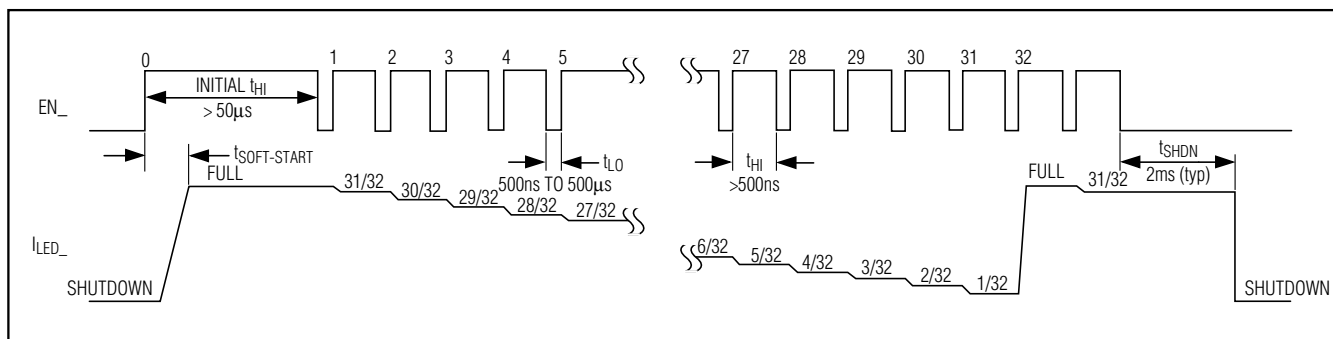 0 1 2 3 4 5 27 28 29 30 31 32
INITIAL tHI
> 50µs
EN_
tSOFT-START
tLO
500ns TO 500µs
tHI
>500ns
tSHDN
2ms (typ)
FULL
31/32
30/32
29/32
28/32
27/32
ILED_
6/32
5/32
4/32
3/32
2/32
1/32
FULL
31/32
SHUTDOWN
SHUTDOWN